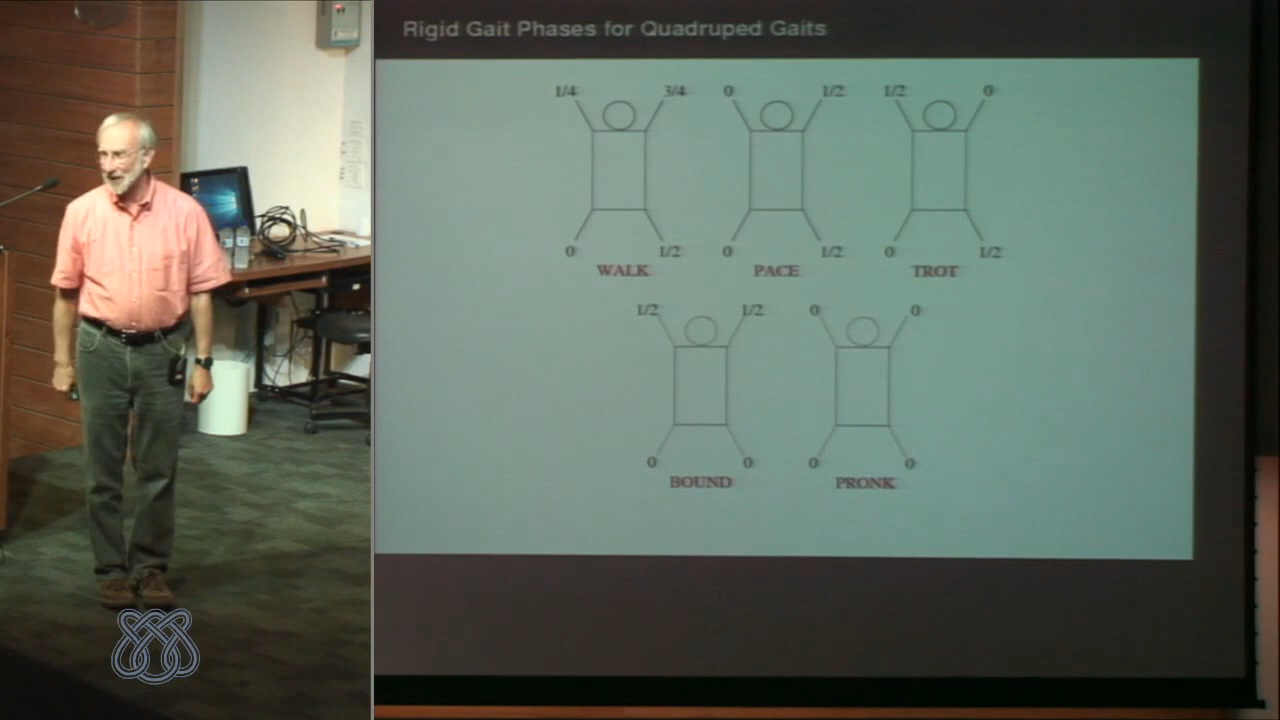 Rigid Gait Phases for Quadruped Gaits
1/4 3/4 0 1/2 1/2 0
0 1/2 0 1/2 0 1/2
WALK PACE TROT
1/2 1/2 0 0
0 0 0 0
BOUND PRONK